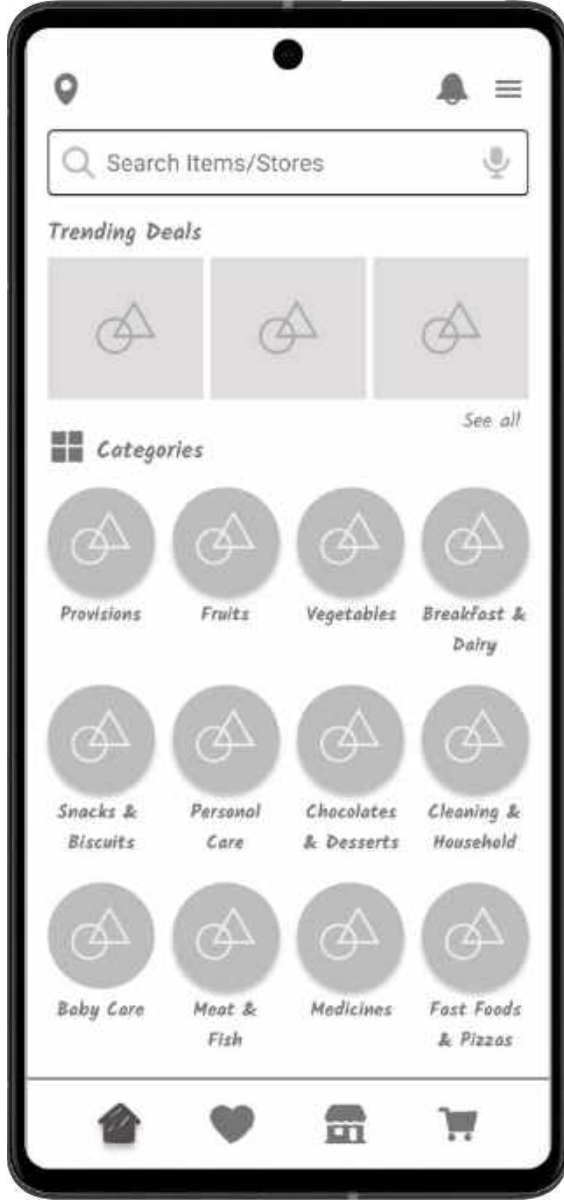 Search Items/Stores
Trending Deals
See all
Categories
Provisions
Fruits
Vegetables
Breakfast &
Dairy
Snacks &
Biscuits
Personal
Care
Chocolates
& Desserts
Cleaning &
Household
Baby Care
Meat &
Fish
Medicines
Fast Foods
& Pizzas